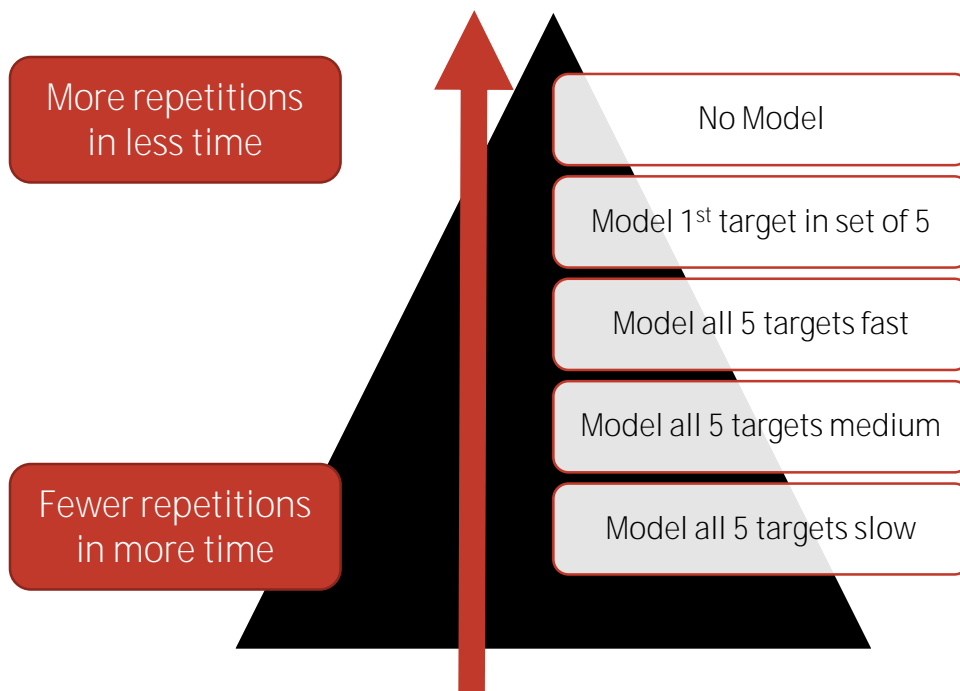 More repetitions
in less time
No Model
Model 1st target in set of 5
Model all 5 targets fast
Model all 5 targets medium
Fewer repetitions
in more time
Model all 5 targets slow